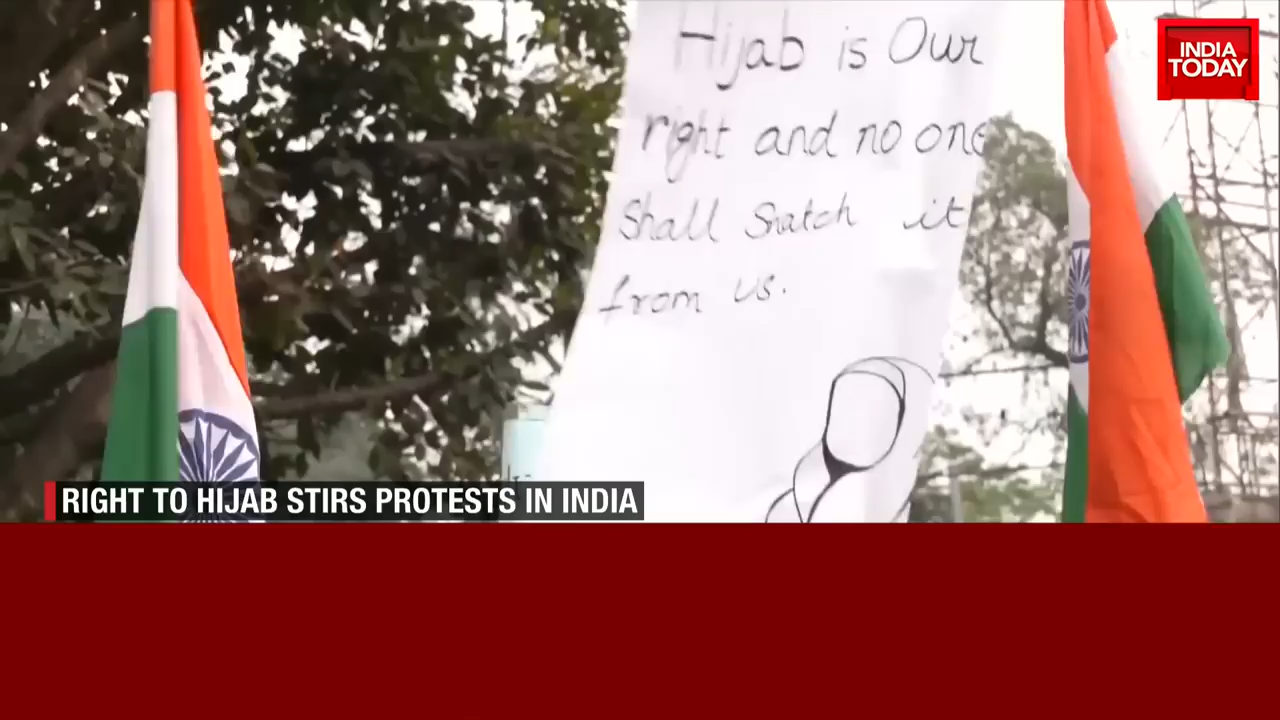 Hijab is Our
right and no one
Shall Snatch it
from us.
INDIA
TODAY
RIGHT TO HIJAB STIRS PROTESTS IN INDIA